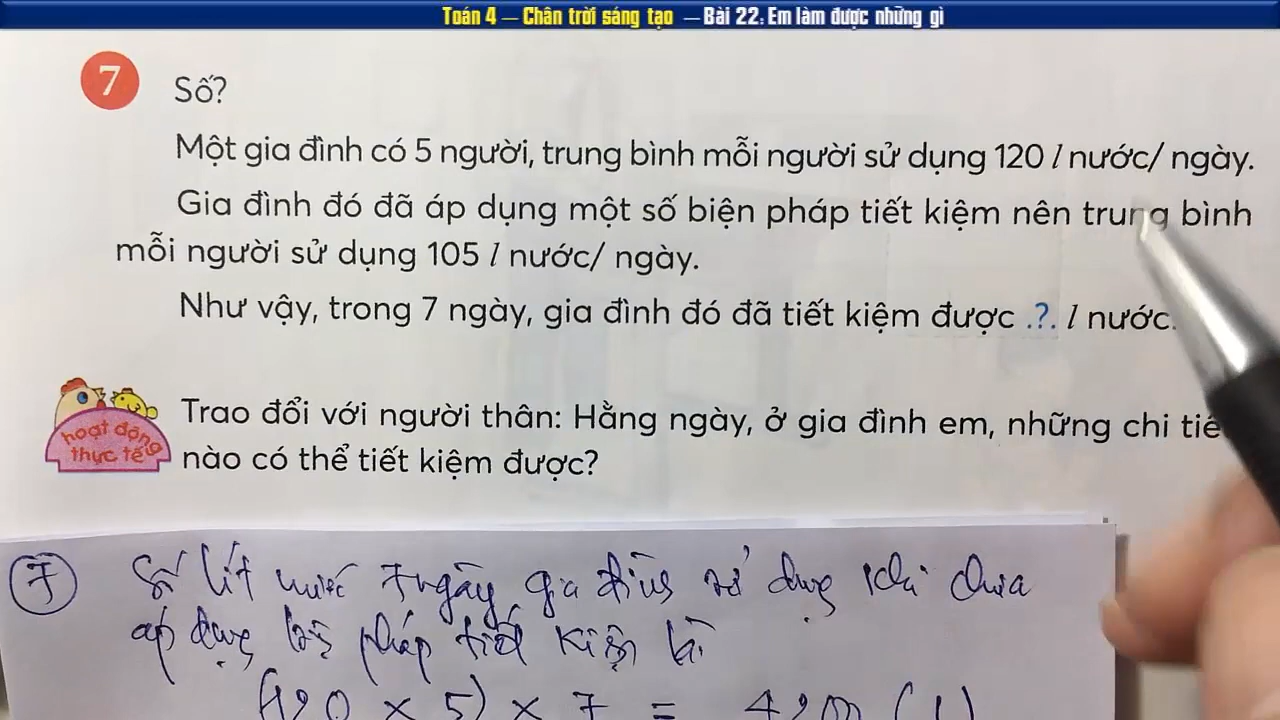 Toán 4 – Chân trời sáng tạo – Bài 22: Em làm được những gì
7 Số?
Một gia đình có 5 người, trung bình mỗi người sử dụng 120 l nước/ ngày.
Gia đình đó đã áp dụng một số biện pháp tiết kiệm nên trung bình
mỗi người sử dụng 105 l nước/ ngày.
Như vậy, trong 7 ngày, gia đình đó đã tiết kiệm được .?. l nước.
hoạt động
thực tế
Trao đổi với người thân: Hằng ngày, ở gia đình em, những chi
nào có thể tiết kiệm được?
7 Số lít nước 7 ngày gia đình sử dụng khi chưa
áp dụng biện pháp tiết kiệm là
(120 x 5) x 7 = 4200 (l)